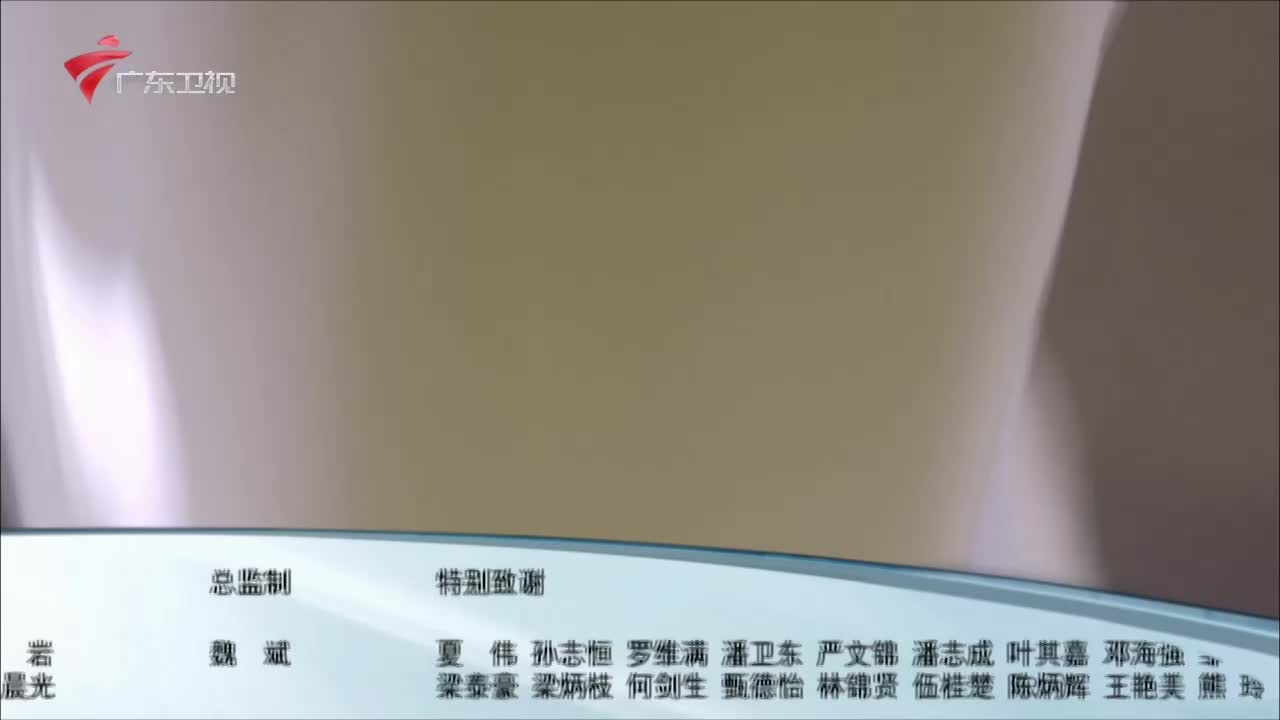 广东卫视
总监制 特别致谢
岩 魏 斌 夏 伟 孙志恒 罗维满 潘卫东 严文锦 潘志成 叶其嘉 邓海强
晨光 梁泰豪 梁炳枝 何剑生 甄德怡 林锦贤 伍桂楚 陈炳辉 王艳美 熊 玲